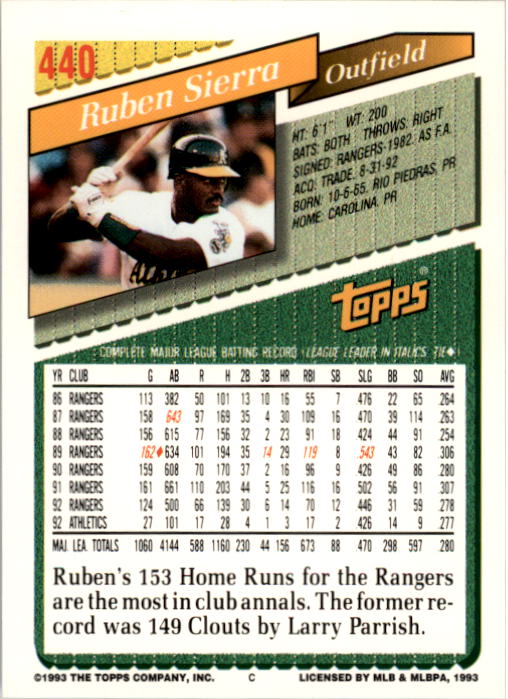 440
Ruben Sierra
Outfield
HT: 6'1" WT: 200
BATS: BOTH THROWS: RIGHT
SIGNED: RANGERS-1982, AS F.A.
ACQ: TRADE, 8-31-92
BORN: 10-6-65, RIO PIEDRAS, PR
HOME: CAROLINA, PR
topps®
COMPLETE MAJOR LEAGUE BATTING RECORD (LEAGUE LEADER IN ITALICS, TIE◆)
YR CLUB G AB R H 2B 3B HR RBI SB SLG BB SO AVG
86 RANGERS 113 382 50 101 13 10 16 55 7 .476 22 65 .264
87 RANGERS 158 643 97 169 35 4 30 109 16 .470 39 114 .263
88 RANGERS 156 615 77 156 32 2 23 91 18 .424 44 91 .254
89 RANGERS 162◆ 634 101 194 35 14 29 119 8 .543 43 82 .306
90 RANGERS 159 608 70 170 37 2 16 96 9 .426 49 86 .280
91 RANGERS 161 661 110 203 44 5 25 116 16 .502 56 91 .307
92 RANGERS 124 500 66 139 30 6 14 70 12 .446 31 59 .278
92 ATHLETICS 27 101 17 28 4 1 3 17 2 .426 14 9 .277
MAJ. LEA. TOTALS 1060 4144 588 1160 230 44 156 673 88 .470 298 597 .280
Ruben's 153 Home Runs for the Rangers
are the most in club annals. The former re-
cord was 149 Clouts by Larry Parrish.
©1993 THE TOPPS COMPANY, INC. C LICENSED BY MLB & MLBPA, 1993